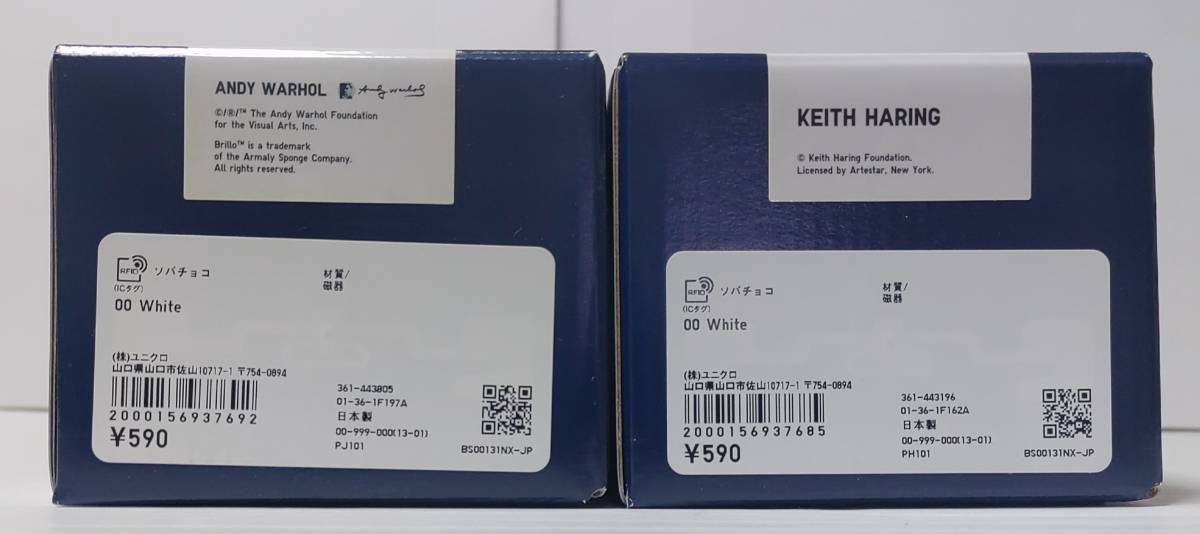 ANDY WARHOL Andy Warhol
©/®/™ The Andy Warhol Foundation
for the Visual Arts, Inc.
Brillo™ is a trademark
of the Armaly Sponge Company.
All rights reserved.
RFID
(ICタグ)
ソバチョコ
材質/
磁器
00 White
(株)ユニクロ
山口県山口市佐山10717-1 〒754-0894
2000156937692
¥590
361-443805
01-36-1F197A
日本製
00-999-000(13-01)
PJ101
BS00131NX-JP
KEITH HARING
© Keith Haring Foundation.
Licensed by Artestar, New York.
RFID
(ICタグ)
ソバチョコ
材質/
磁器
00 White
(株)ユニクロ
山口県山口市佐山10717-1 〒754-0894
2000156937685
¥590
361-443196
01-36-1F162A
日本製
00-999-000(13-01)
PH101
BS00131NX-JP